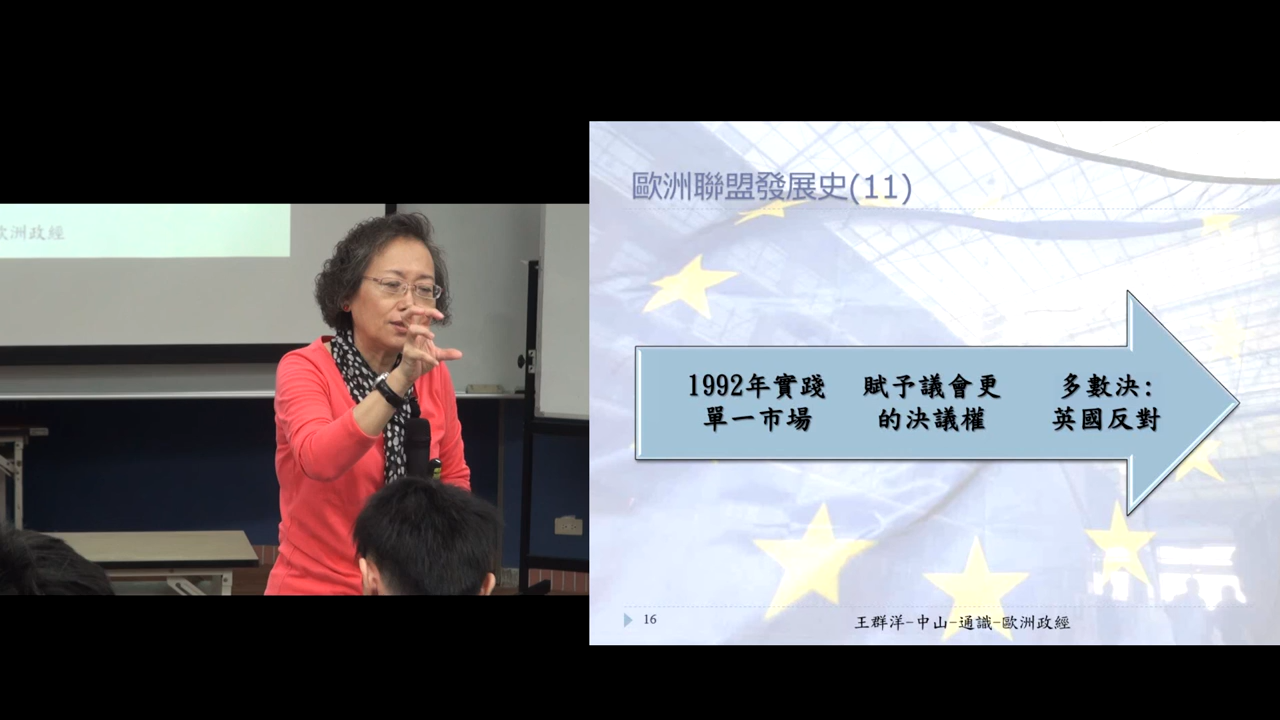 歐洲政經
歐洲聯盟發展史(11)
1992年實踐
單一市場
賦予議會更
的決議權
多數決:
英國反對
16
王群洋-中山-通識-歐洲政經